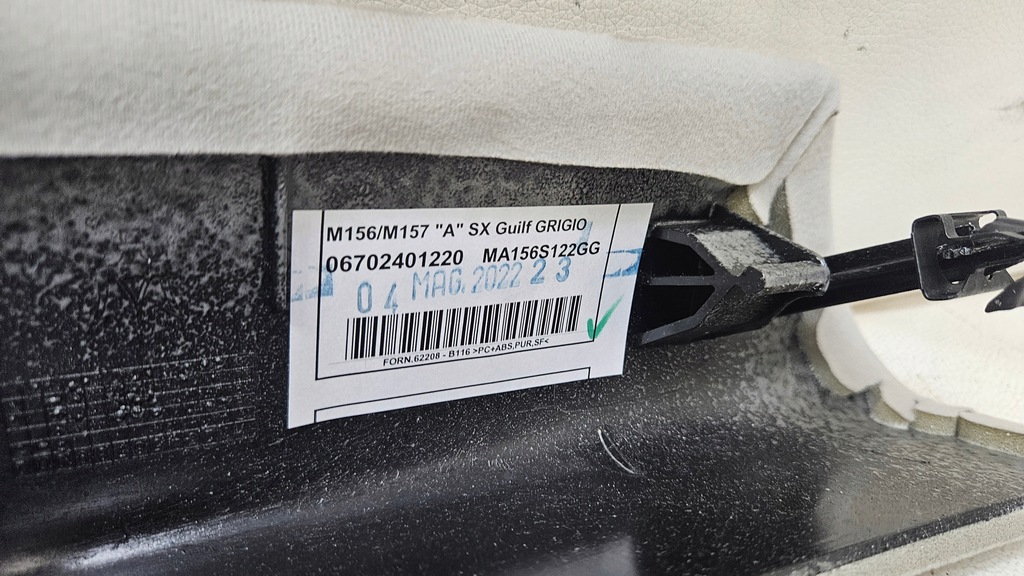 M156/M157 "A" SX Guilf GRIGIO
06702401220 MA156S122GG
04 MAG. 2022 23
FORN.62208 - B116 >PC+ABS,PUR,SF<